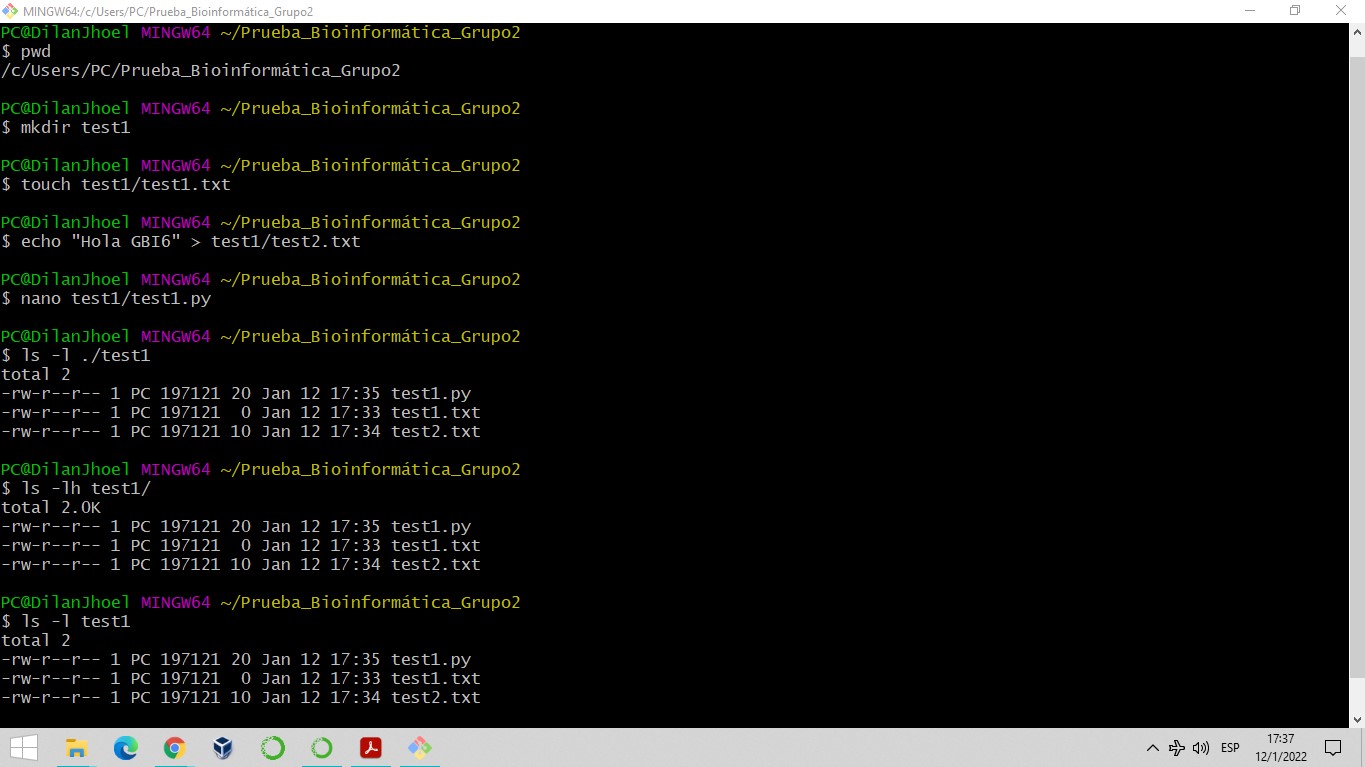 MINGW64:/c/Users/PC/Prueba_Bioinformática_Grupo2
PC@DilanJhoel MINGW64 ~/Prueba_Bioinformática_Grupo2
$ pwd
/c/Users/PC/Prueba_Bioinformática_Grupo2
PC@DilanJhoel MINGW64 ~/Prueba_Bioinformática_Grupo2
$ mkdir test1
PC@DilanJhoel MINGW64 ~/Prueba_Bioinformática_Grupo2
$ touch test1/test1.txt
PC@DilanJhoel MINGW64 ~/Prueba_Bioinformática_Grupo2
$ echo "Hola GBI6" > test1/test2.txt
PC@DilanJhoel MINGW64 ~/Prueba_Bioinformática_Grupo2
$ nano test1/test1.py
PC@DilanJhoel MINGW64 ~/Prueba_Bioinformática_Grupo2
$ ls -l ./test1
total 2
-rw-r--r-- 1 PC 197121 20 Jan 12 17:35 test1.py
-rw-r--r-- 1 PC 197121  0 Jan 12 17:33 test1.txt
-rw-r--r-- 1 PC 197121 10 Jan 12 17:34 test2.txt
PC@DilanJhoel MINGW64 ~/Prueba_Bioinformática_Grupo2
$ ls -lh test1/
total 2.0K
-rw-r--r-- 1 PC 197121 20 Jan 12 17:35 test1.py
-rw-r--r-- 1 PC 197121  0 Jan 12 17:33 test1.txt
-rw-r--r-- 1 PC 197121 10 Jan 12 17:34 test2.txt
PC@DilanJhoel MINGW64 ~/Prueba_Bioinformática_Grupo2
$ ls -l test1
total 2
-rw-r--r-- 1 PC 197121 20 Jan 12 17:35 test1.py
-rw-r--r-- 1 PC 197121  0 Jan 12 17:33 test1.txt
-rw-r--r-- 1 PC 197121 10 Jan 12 17:34 test2.txt
ESP
17:37
12/1/2022